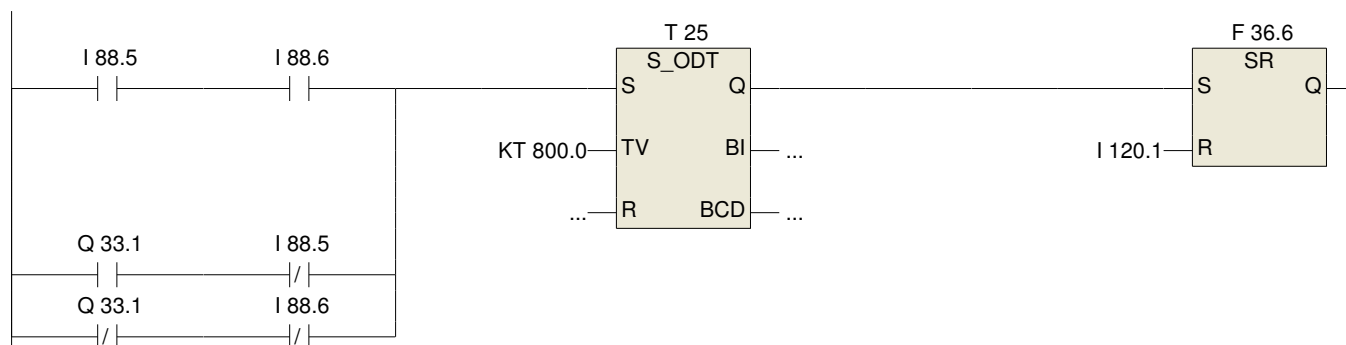 T 25 F 36.6
I 88.5 I 88.6 S_ODT SR
S Q S Q
KT 800.0 TV BI ... I 120.1 R
... R BCD ...
Q 33.1 I 88.5
/
Q 33.1 I 88.6
/ /